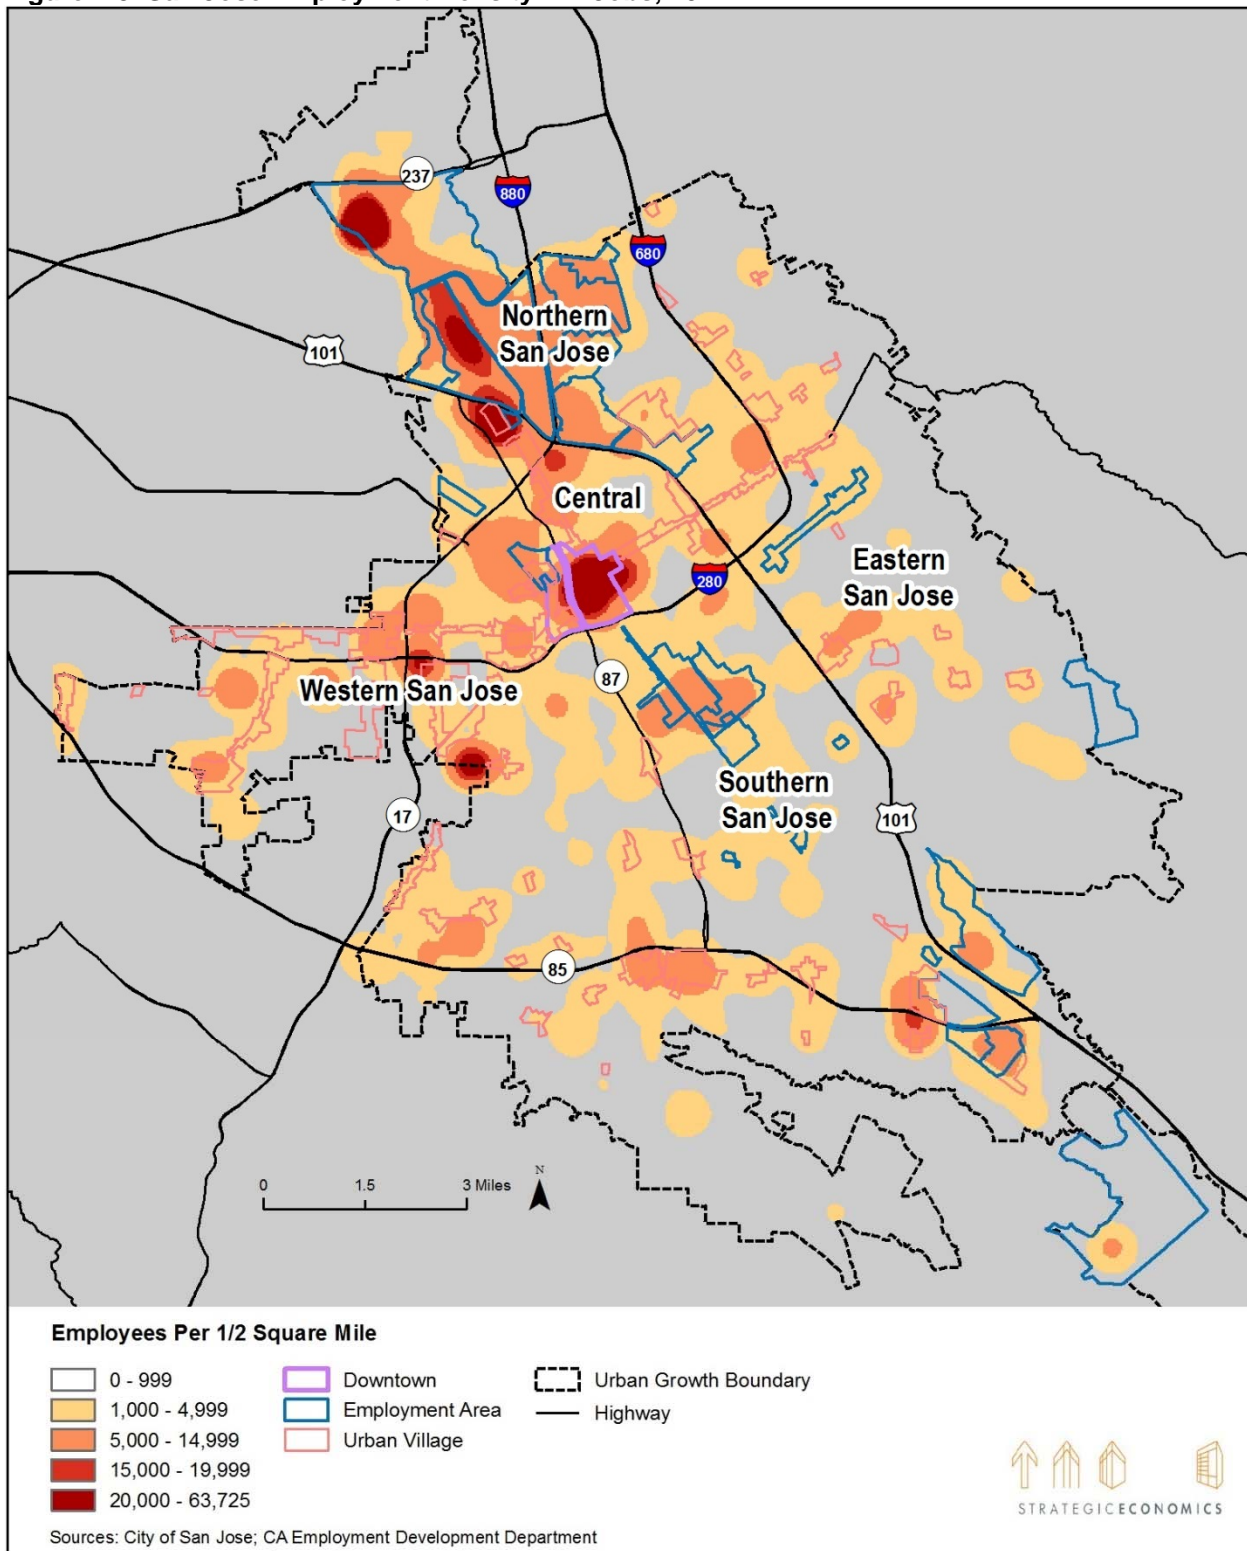 237
880
680
Northern
San Jose
101
Central
Eastern
San Jose
280
Western San Jose
87
Southern
San Jose
17
101
85
N
0 1.5 3 Miles
Employees Per 1/2 Square Mile
0 - 999
1,000 - 4,999
5,000 - 14,999
15,000 - 19,999
20,000 - 63,725
Downtown
Employment Area
Urban Village
Urban Growth Boundary
Highway
STRATEGICECONOMICS
Sources: City of San Jose; CA Employment Development Department